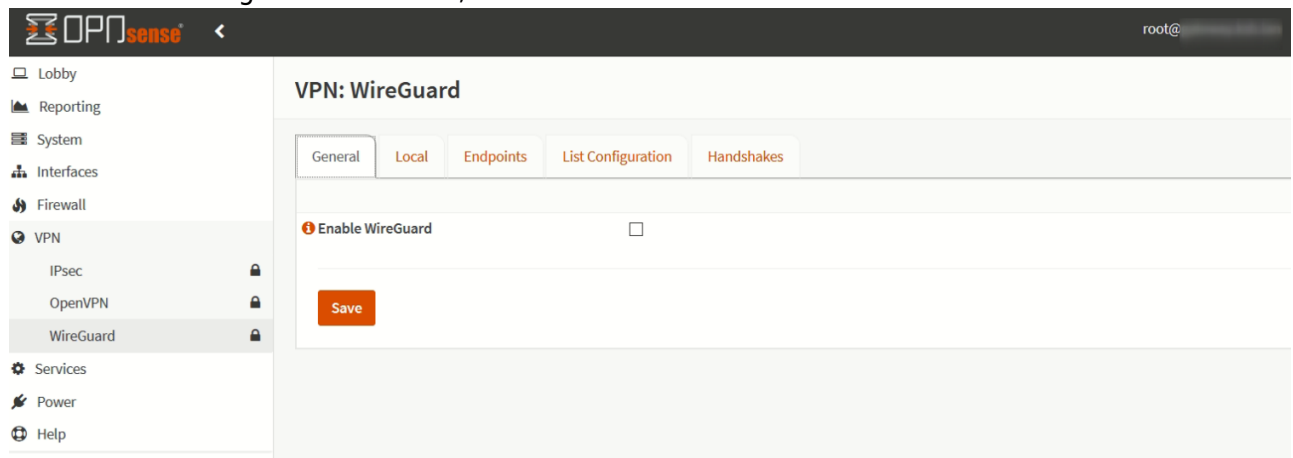 OPNsense
root@
Lobby
Reporting
System
Interfaces
Firewall
VPN
IPsec
OpenVPN
WireGuard
Services
Power
Help
VPN: WireGuard
General Local Endpoints List Configuration Handshakes
Enable WireGuard
Save